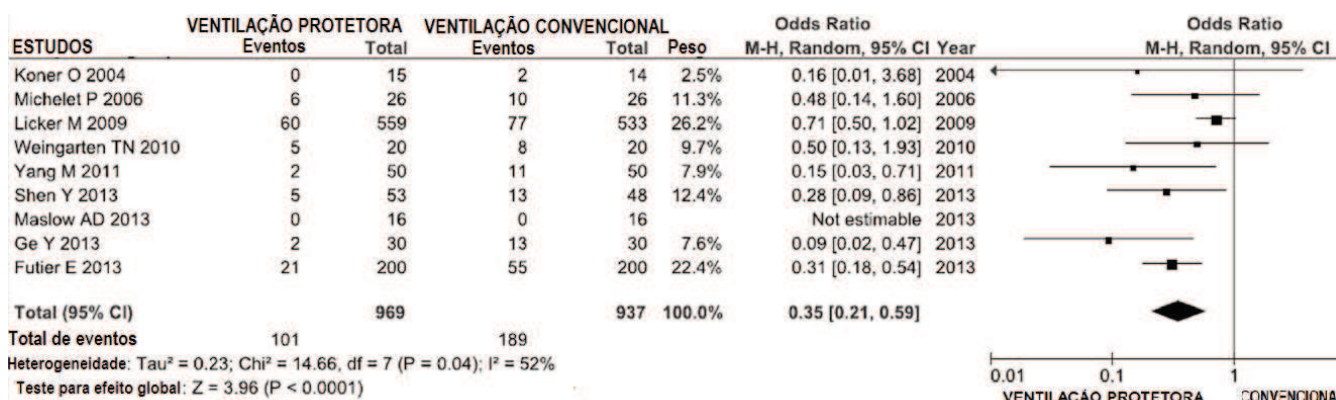 VENTILAÇÃO PROTETORA VENTILAÇÃO CONVENCIONAL Odds Ratio Odds Ratio
ESTUDOS Eventos Total Eventos Total Peso M-H, Random, 95% CI Year M-H, Random, 95% CI
Koner O 2004 0 15 2 14 2.5% 0.16 [0.01, 3.68] 2004
Michelet P 2006 6 26 10 26 11.3% 0.48 [0.14, 1.60] 2006
Licker M 2009 60 559 77 533 26.2% 0.71 [0.50, 1.02] 2009
Weingarten TN 2010 5 20 8 20 9.7% 0.50 [0.13, 1.93] 2010
Yang M 2011 2 50 11 50 7.9% 0.15 [0.03, 0.71] 2011
Shen Y 2013 5 53 13 48 12.4% 0.28 [0.09, 0.86] 2013
Maslow AD 2013 0 16 0 16 Not estimable 2013
Ge Y 2013 2 30 13 30 7.6% 0.09 [0.02, 0.47] 2013
Futier E 2013 21 200 55 200 22.4% 0.31 [0.18, 0.54] 2013
Total (95% CI) 969 937 100.0% 0.35 [0.21, 0.59]
Total de eventos 101 189
Heterogeneidade: Tau² = 0.23; Chi² = 14.66, df = 7 (P = 0.04); I² = 52%
Teste para efeito global: Z = 3.96 (P < 0.0001)
0.01 0.1 1
VENTILAÇÃO PROTETORA CONVENCIONA